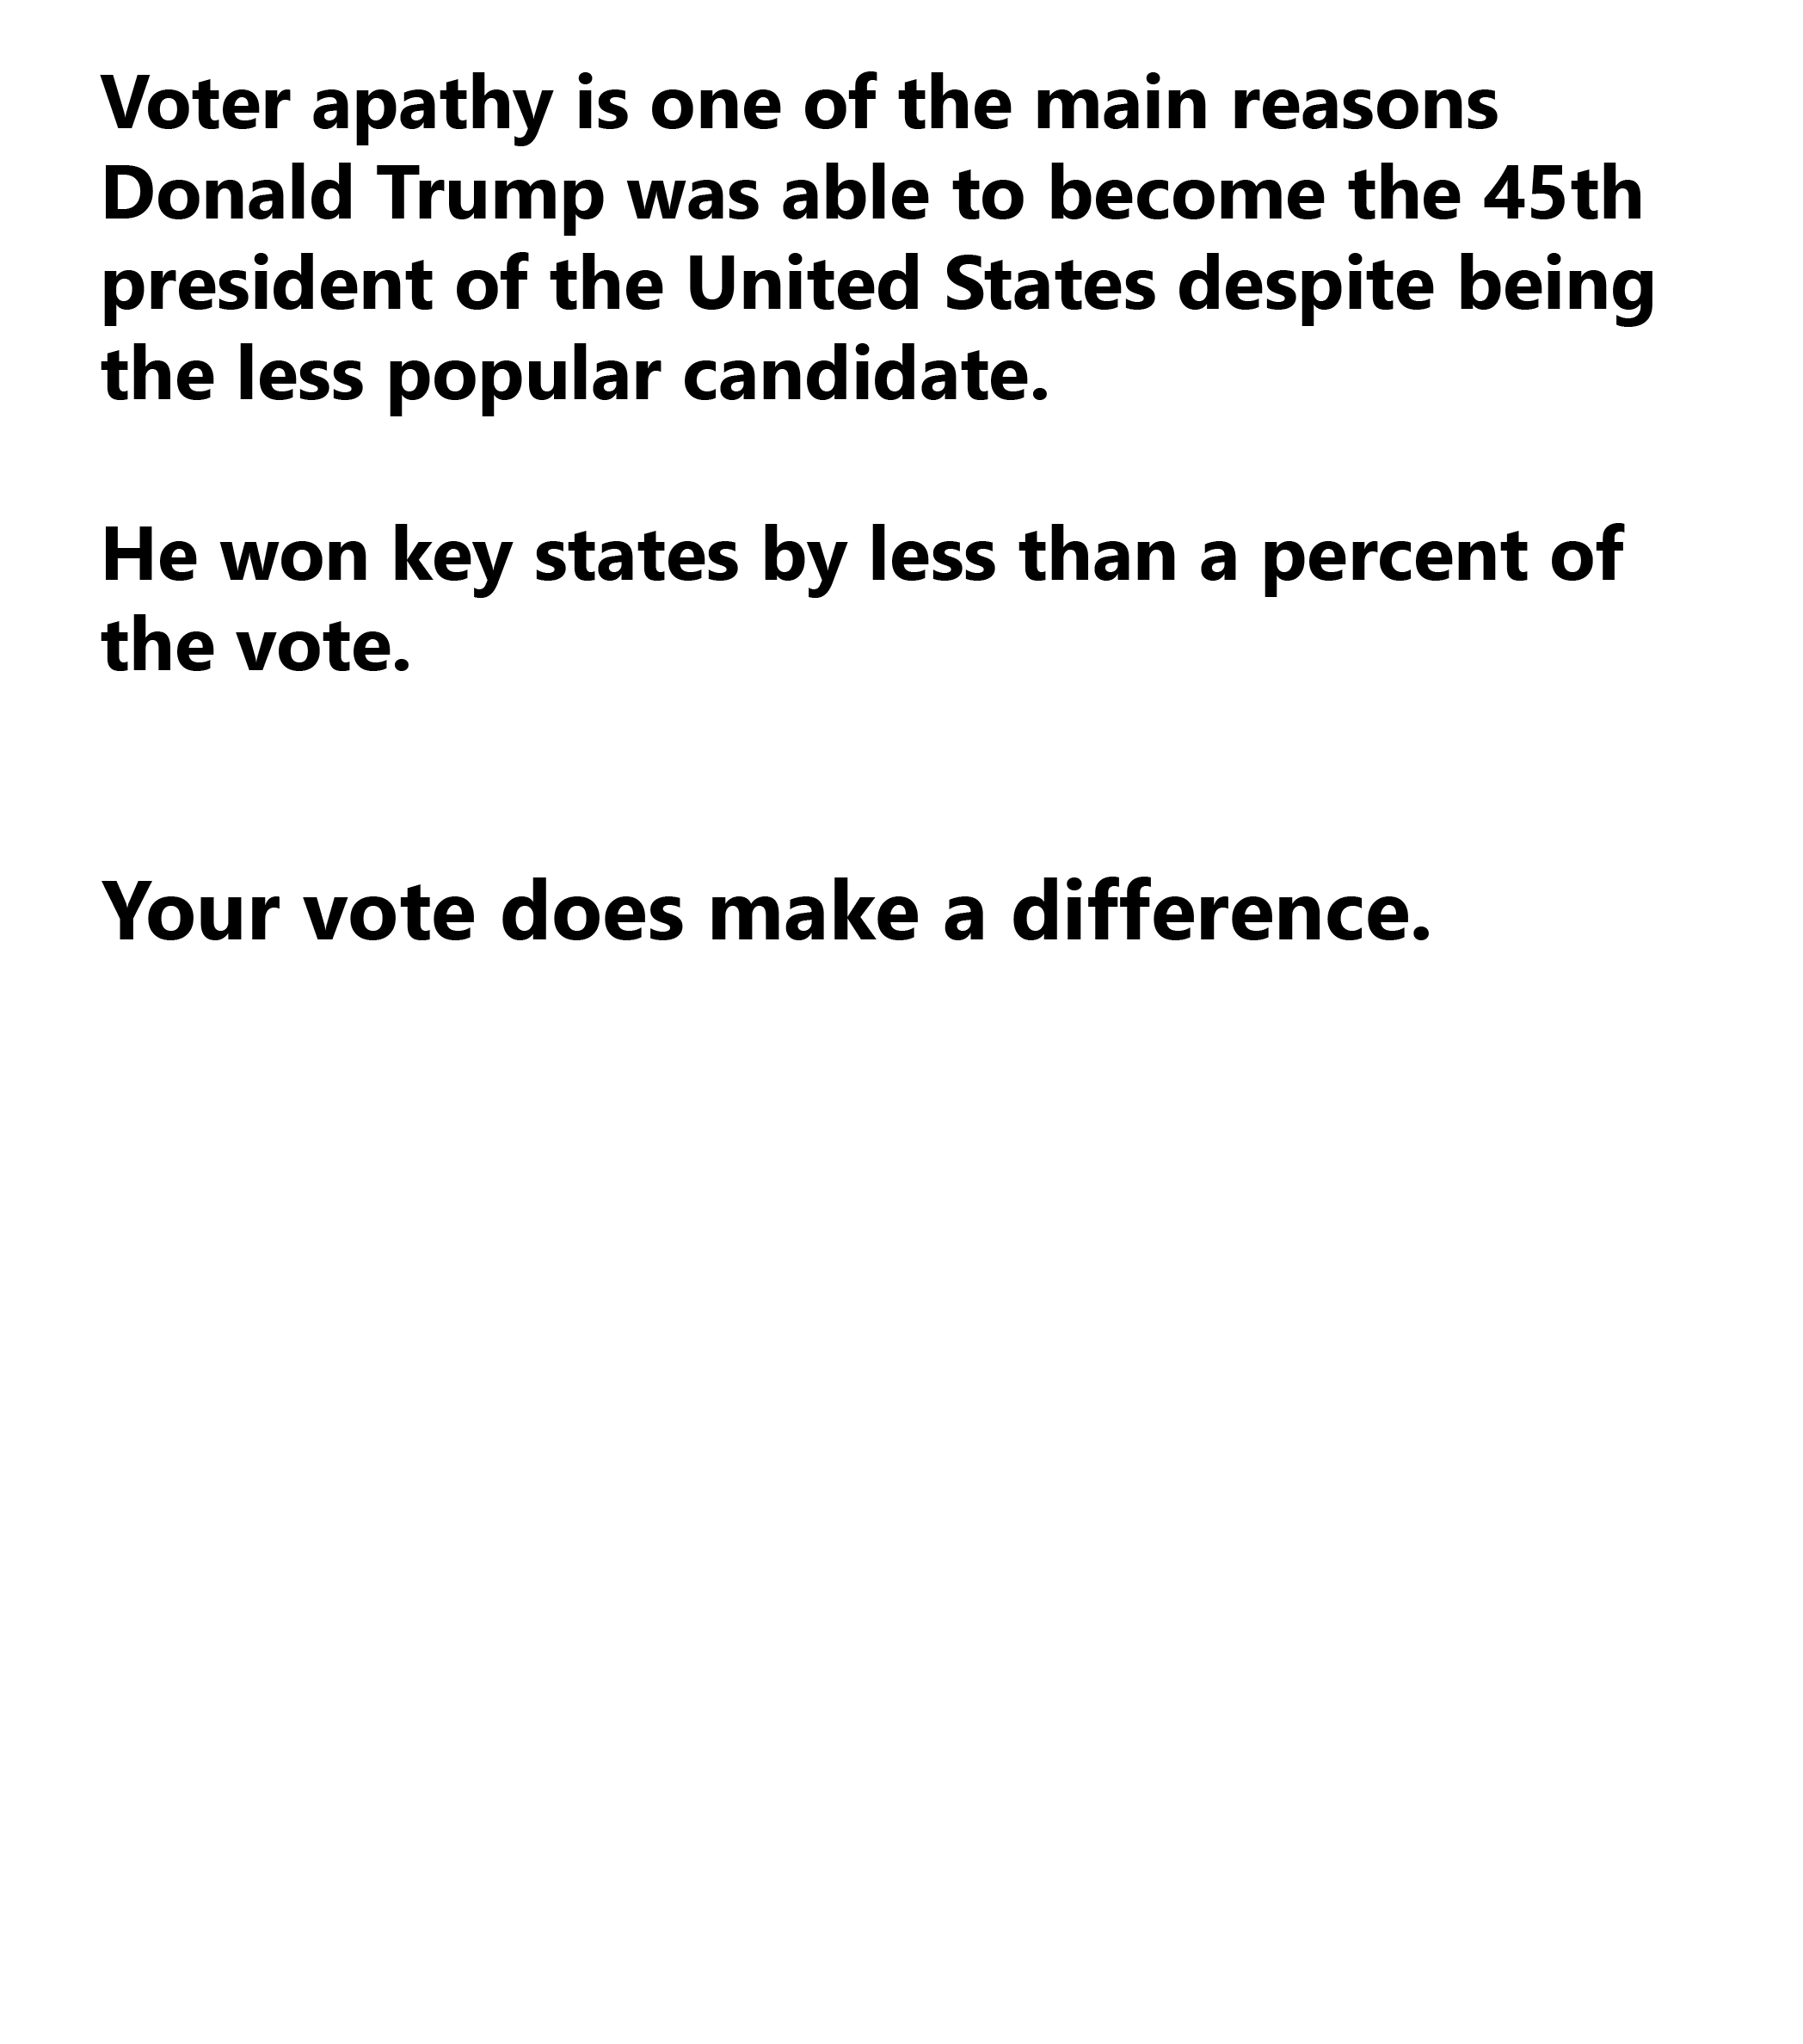 Voter apathy is one of the main reasons
Donald Trump was able to become the 45th
president of the United States despite being
the less popular candidate.
He won key states by less than a percent of
the vote.
Your vote does make a difference.